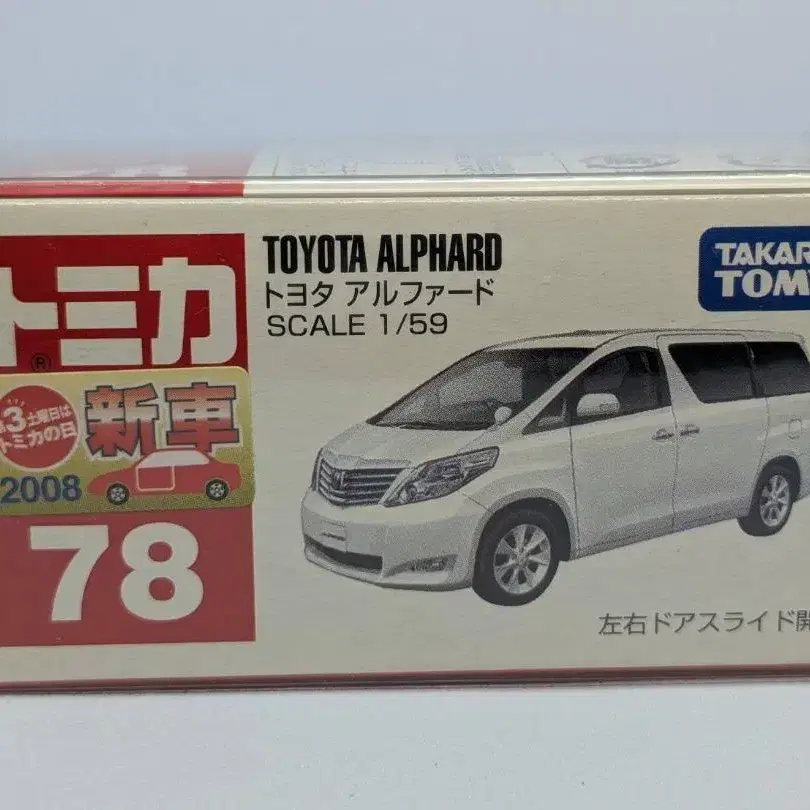 TOYOTA ALPHARD
トヨタ アルファード
SCALE 1/59
TAKAR
TOM
トミカ
®
3土曜日は
トミカの日
新車
2008
78
左右ドアスライド開